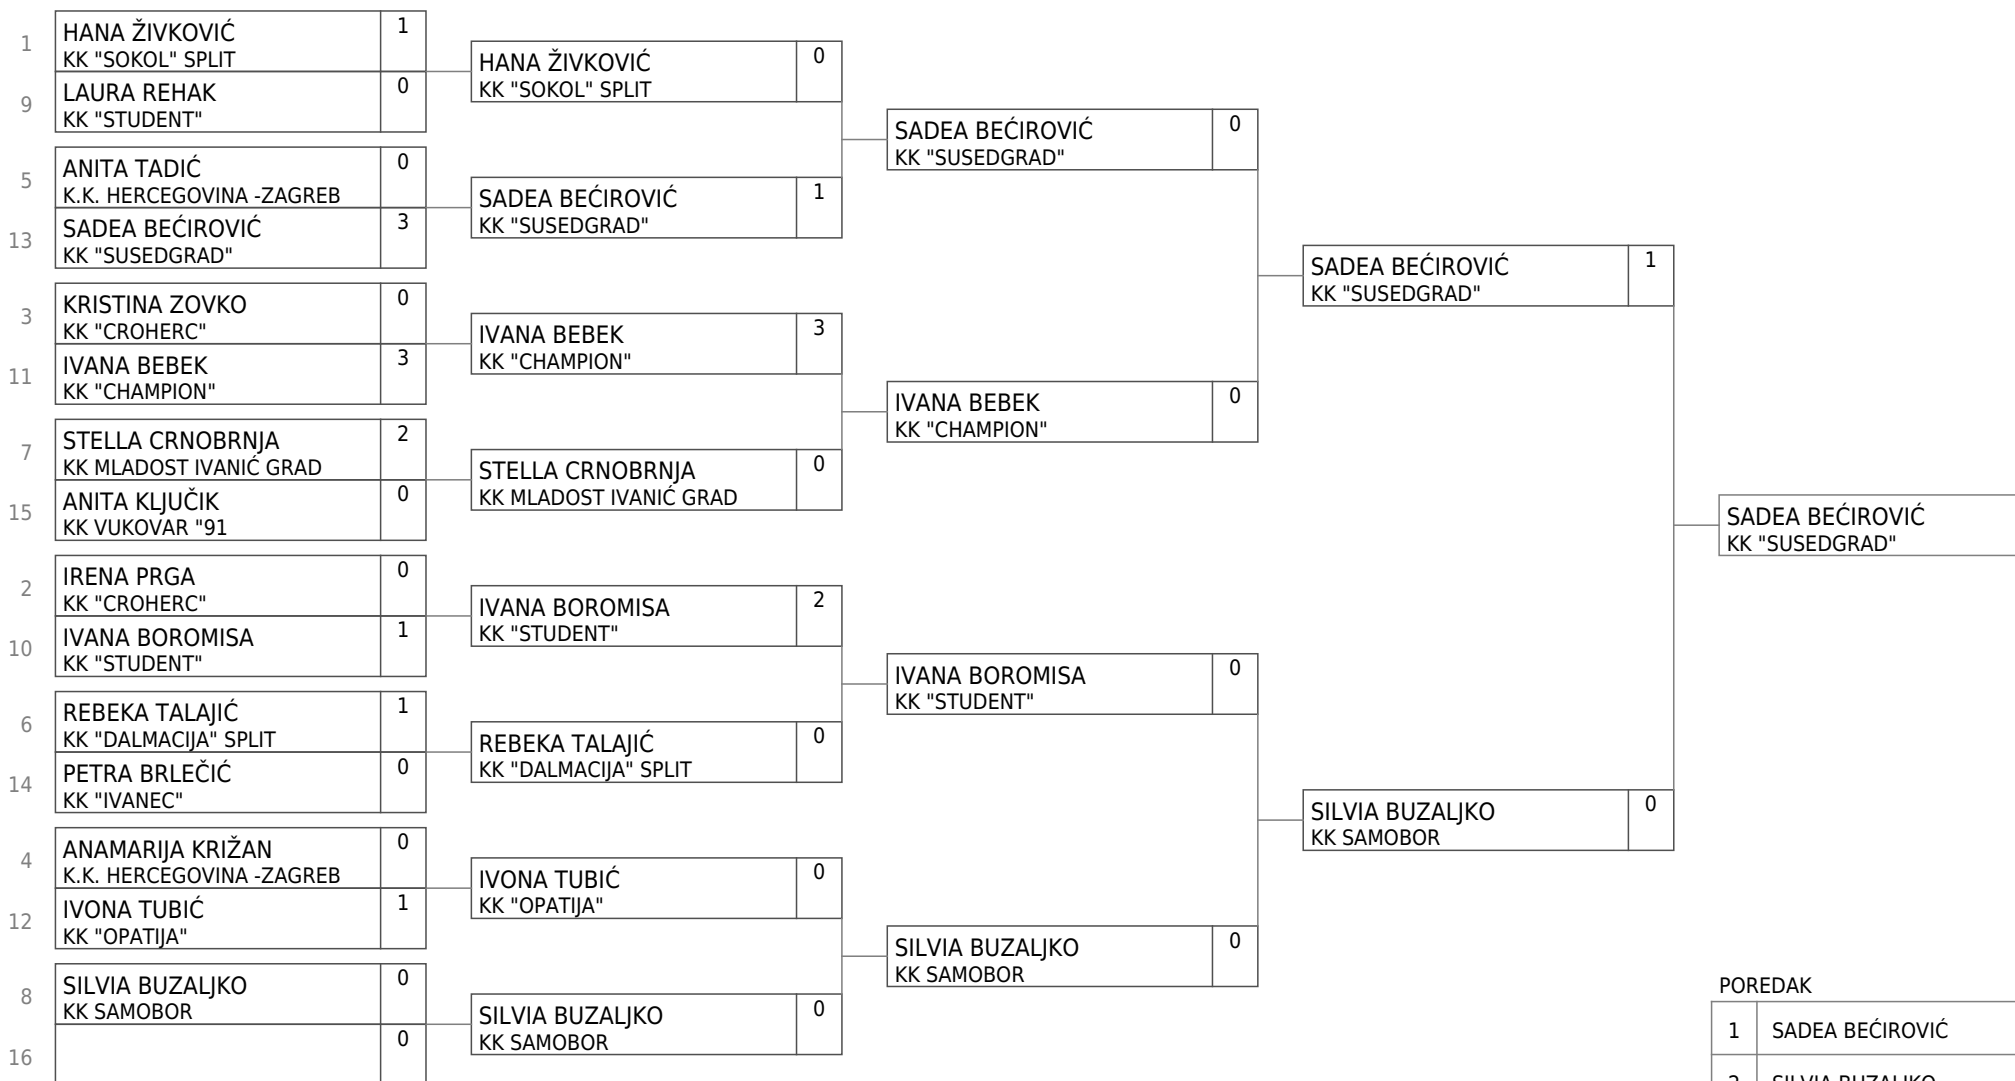 1
HANA ŽIVKOVIĆ
KK "SOKOL" SPLIT
1
9
LAURA REHAK
KK "STUDENT"
0
5
ANITA TADIĆ
K.K. HERCEGOVINA -ZAGREB
0
13
SADEA BEĆIROVIĆ
KK "SUSEDGRAD"
3
3
KRISTINA ZOVKO
KK "CROHERC"
0
11
IVANA BEBEK
KK "CHAMPION"
3
7
STELLA CRNOBRNJA
KK MLADOST IVANIĆ GRAD
2
15
ANITA KLJUČIK
KK VUKOVAR "91
0
2
IRENA PRGA
KK "CROHERC"
0
10
IVANA BOROMISA
KK "STUDENT"
1
6
REBEKA TALAJIĆ
KK "DALMACIJA" SPLIT
1
14
PETRA BRLEČIĆ
KK "IVANEC"
0
4
ANAMARIJA KRIŽAN
K.K. HERCEGOVINA -ZAGREB
0
12
IVONA TUBIĆ
KK "OPATIJA"
1
8
SILVIA BUZALJKO
KK SAMOBOR
0
16
0
HANA ŽIVKOVIĆ
KK "SOKOL" SPLIT
0
SADEA BEĆIROVIĆ
KK "SUSEDGRAD"
1
IVANA BEBEK
KK "CHAMPION"
3
STELLA CRNOBRNJA
KK MLADOST IVANIĆ GRAD
0
IVANA BOROMISA
KK "STUDENT"
2
REBEKA TALAJIĆ
KK "DALMACIJA" SPLIT
0
IVONA TUBIĆ
KK "OPATIJA"
0
SILVIA BUZALJKO
KK SAMOBOR
0
SADEA BEĆIROVIĆ
KK "SUSEDGRAD"
0
IVANA BEBEK
KK "CHAMPION"
0
IVANA BOROMISA
KK "STUDENT"
0
SILVIA BUZALJKO
KK SAMOBOR
0
SADEA BEĆIROVIĆ
KK "SUSEDGRAD"
1
SILVIA BUZALJKO
KK SAMOBOR
0
SADEA BEĆIROVIĆ
KK "SUSEDGRAD"
POREDAK
1 SADEA BEĆIROVIĆ
2 SILVIA BUZALJKO